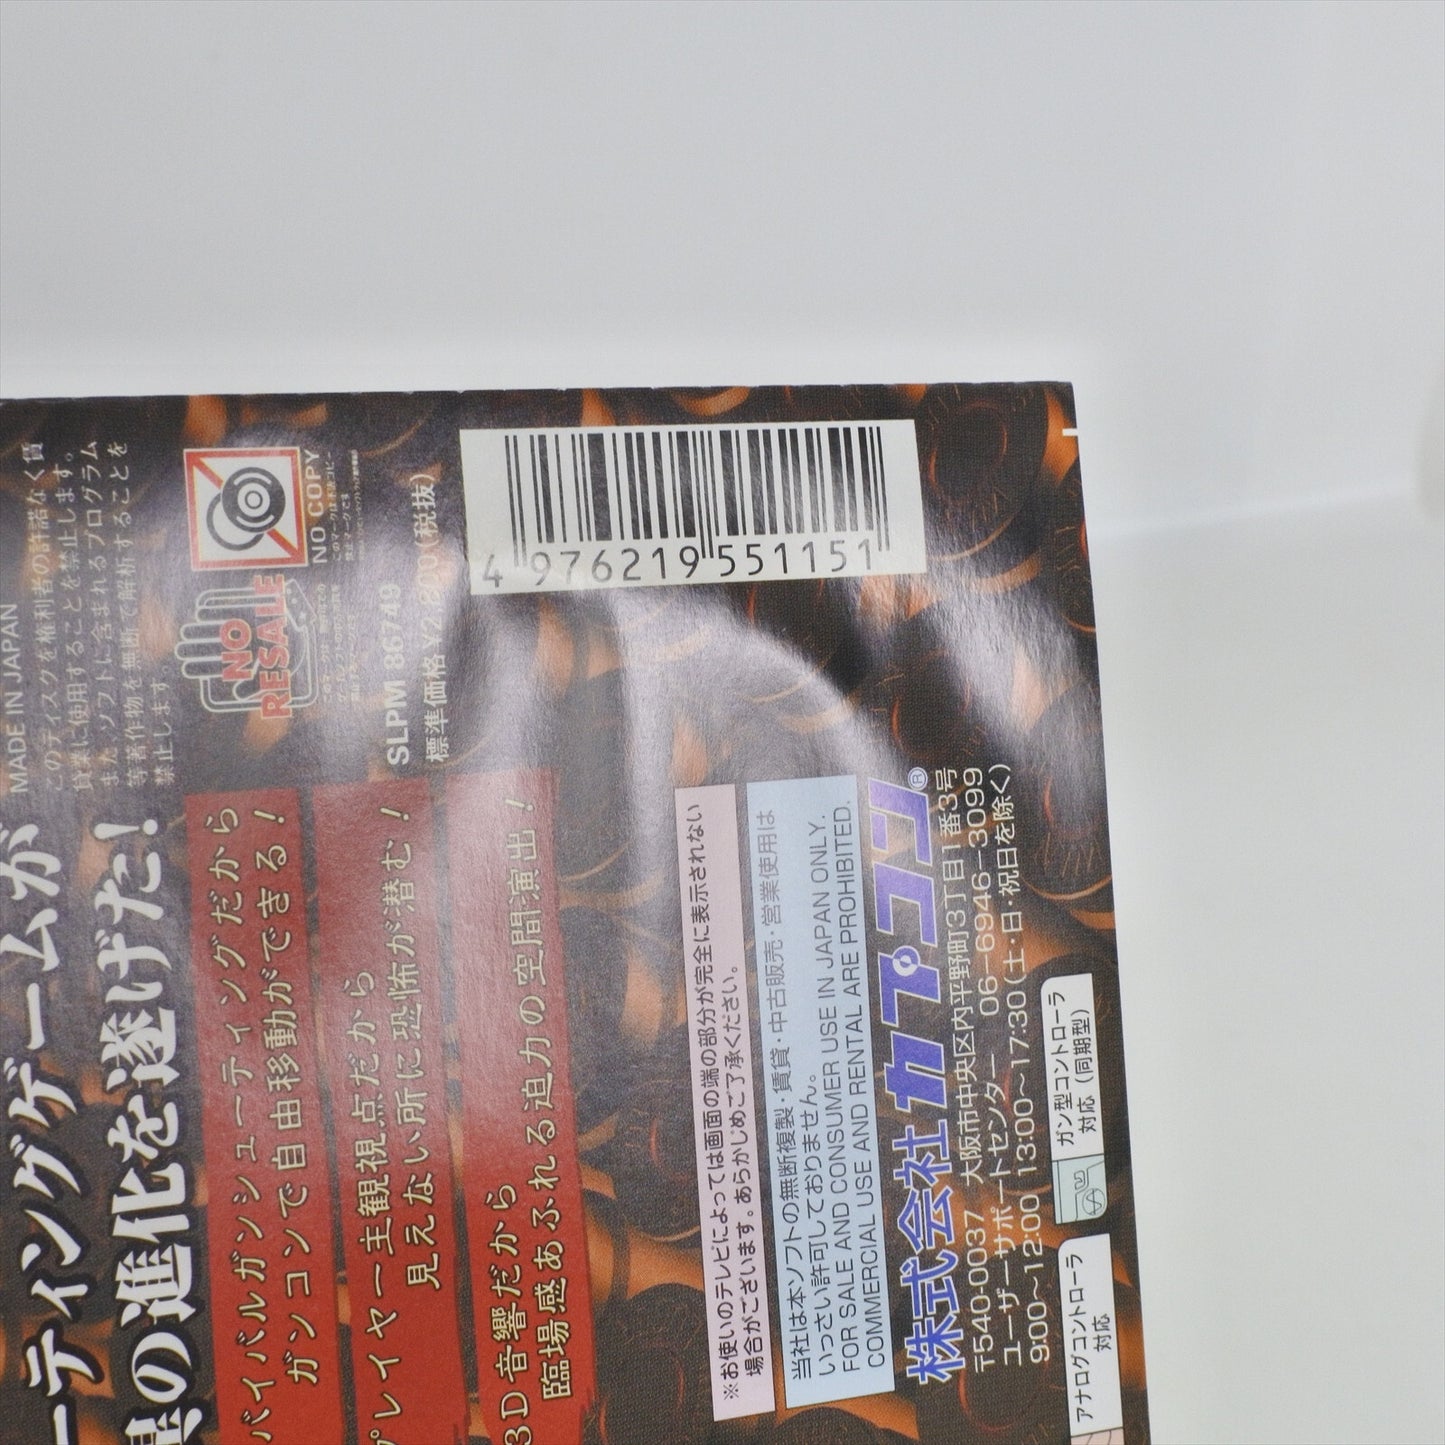 ーティングゲームが
の進化を遂げた!
MADE IN JAPAN
このディスクを権利者の許諾なく賃
貸業に使用することを禁止します。
またソフトに含まれるプログラム
等著作物を無断で解析することを
禁止します。
NO RESALE
NO COPY
バイバルガンシューティングだから
ガンコンで自由移動ができる!
プレイヤー主観視点だから
見えない所に恐怖が潜む!
3D音響だから
臨場感あふれる迫力の空間演出!
SLPM 86749
標準価格 ¥2,800(税抜)
4 976219 551151
※お使いのテレビによっては画面の端の部分が完全に表示されない
場合がございます。あらかじめご了承ください。
当社は本ソフトの無断複製・賃貸・中古販売・営業使用は
いっさい許可しておりません。
FOR SALE AND CONSUMER USE IN JAPAN ONLY.
COMMERCIAL USE AND RENTAL ARE PROHIBITED.
株式会社カプコン®
〒540-0037 大阪市中央区内平野町3丁目1番3号
ユーザーサポートセンター 06-6946-3099
9:00~12:00 13:00~17:30(土・日・祝日を除く)
アナログコントローラ
対応
ガン型コントローラ
対応(同期型)